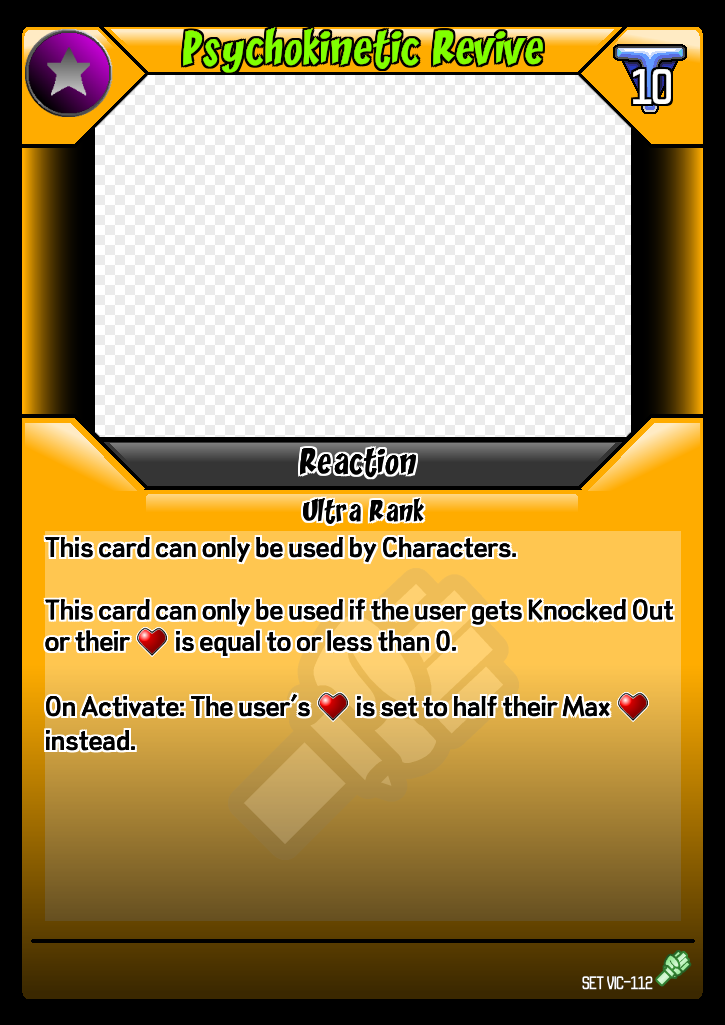 Psychokinetic Revive
10
Reaction
Ultra Rank
This card can only be used by Characters.
This card can only be used if the user gets Knocked Out
or their is equal to or less than 0.
On Activate: The user's is set to half their Max
instead.
SET VIC-112